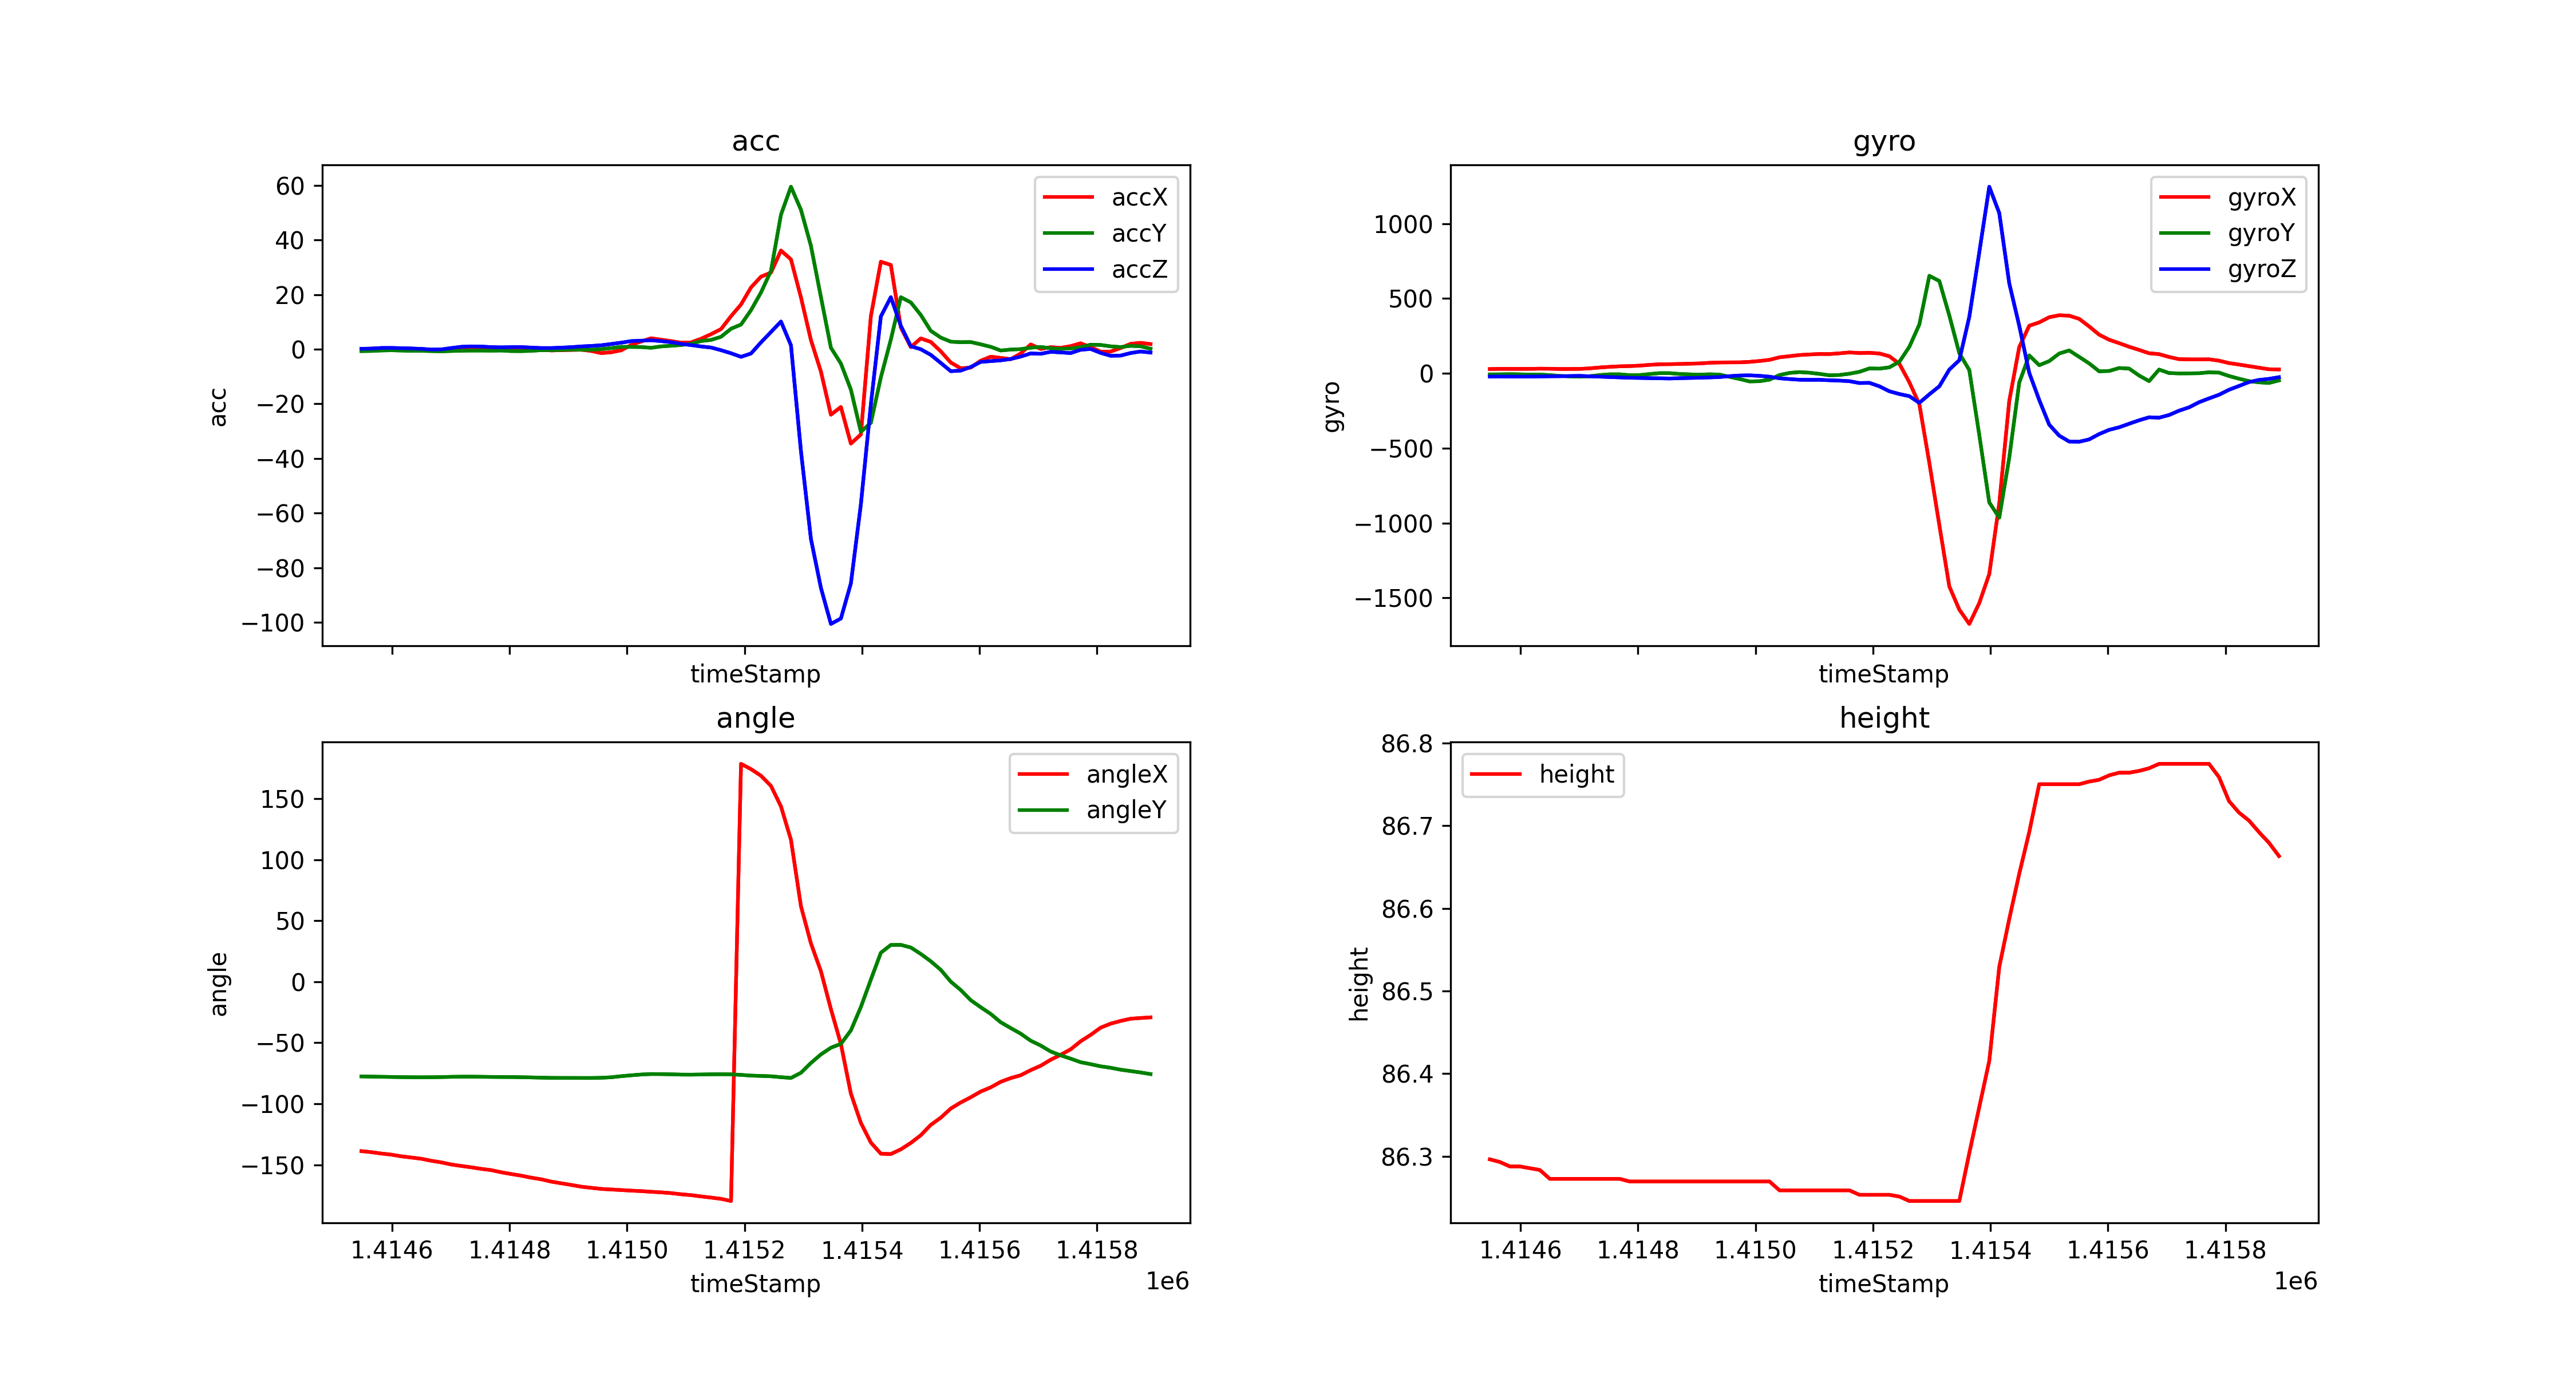 acc
60
40
20
0
−20
−40
−60
−80
−100
acc
timeStamp
accX
accY
accZ
gyro
1000
500
0
−500
−1000
−1500
gyro
timeStamp
gyroX
gyroY
gyroZ
angle
150
100
50
0
−50
−100
−150
angle
1.4146 1.4148 1.4150 1.4152 1.4154 1.4156 1.4158
timeStamp
1e6
angleX
angleY
height
86.8
86.7
86.6
86.5
86.4
86.3
height
1.4146 1.4148 1.4150 1.4152 1.4154 1.4156 1.4158
timeStamp
1e6
height